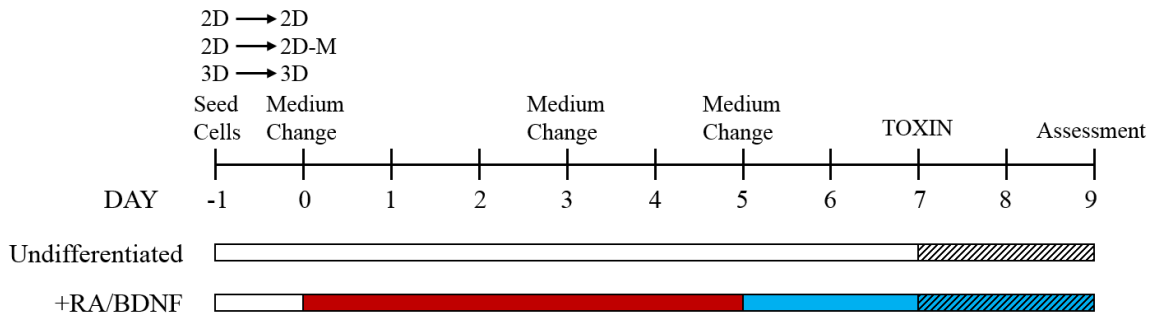 2D → 2D
2D → 2D-M
3D → 3D
Seed Cells
Medium Change
Medium Change
Medium Change
TOXIN
Assessment
DAY -1 0 1 2 3 4 5 6 7 8 9
Undifferentiated
+RA/BDNF